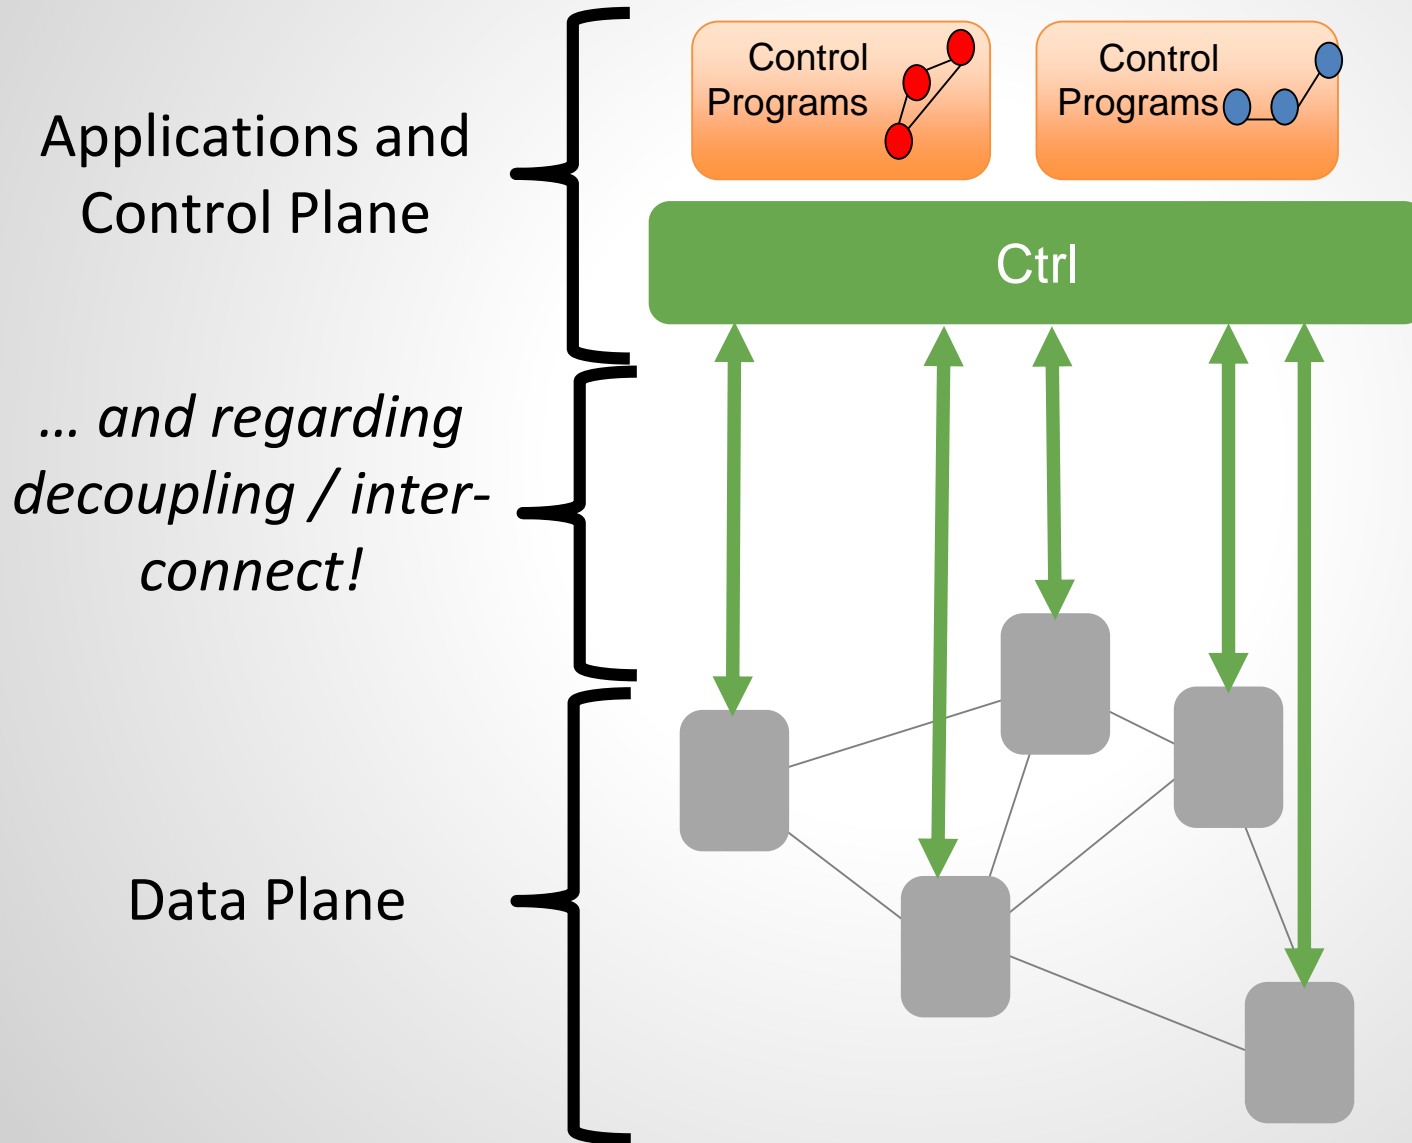 Applications and
Control Plane
Control
Programs
Control
Programs
Ctrl
… and regarding
decoupling / inter-
connect!
Data Plane